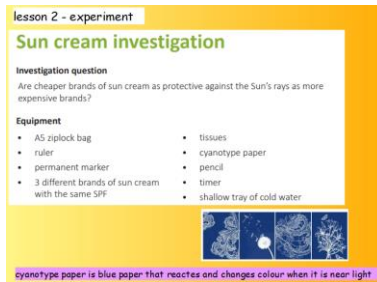 lesson 2 - experiment
Sun cream investigation
Investigation question
Are cheaper brands of sun cream as protective against the Sun's rays as more
expensive brands?
Equipment
• A5 ziplock bag
• ruler
• permanent marker
• 3 different brands of sun cream
with the same SPF
• tissues
• cyanotype paper
• pencil
• timer
• shallow tray of cold water
cyanotype paper is blue paper that reactes and changes colour when it is near light